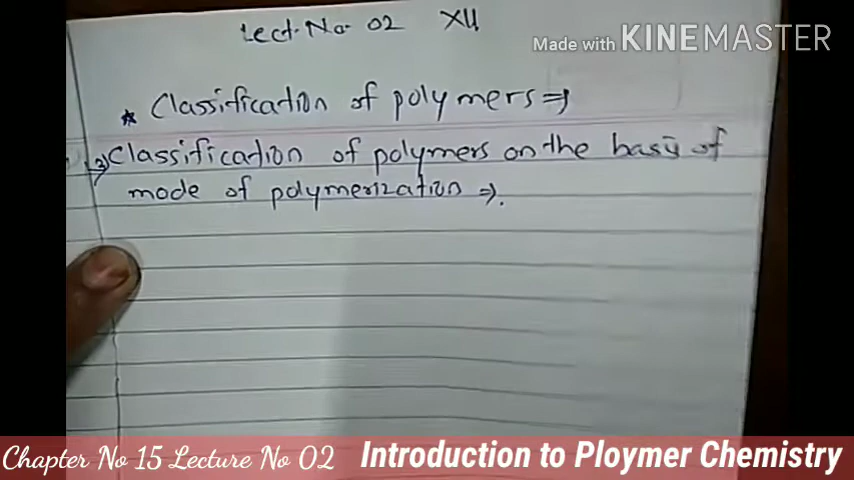 Lect. No. 02 XII
Made with KINEMASTER
* Classification of polymers ⇒
3) Classification of polymers on the basis of
mode of polymerization ⇒.
Chapter No 15 Lecture No 02 Introduction to Ploymer Chemistry